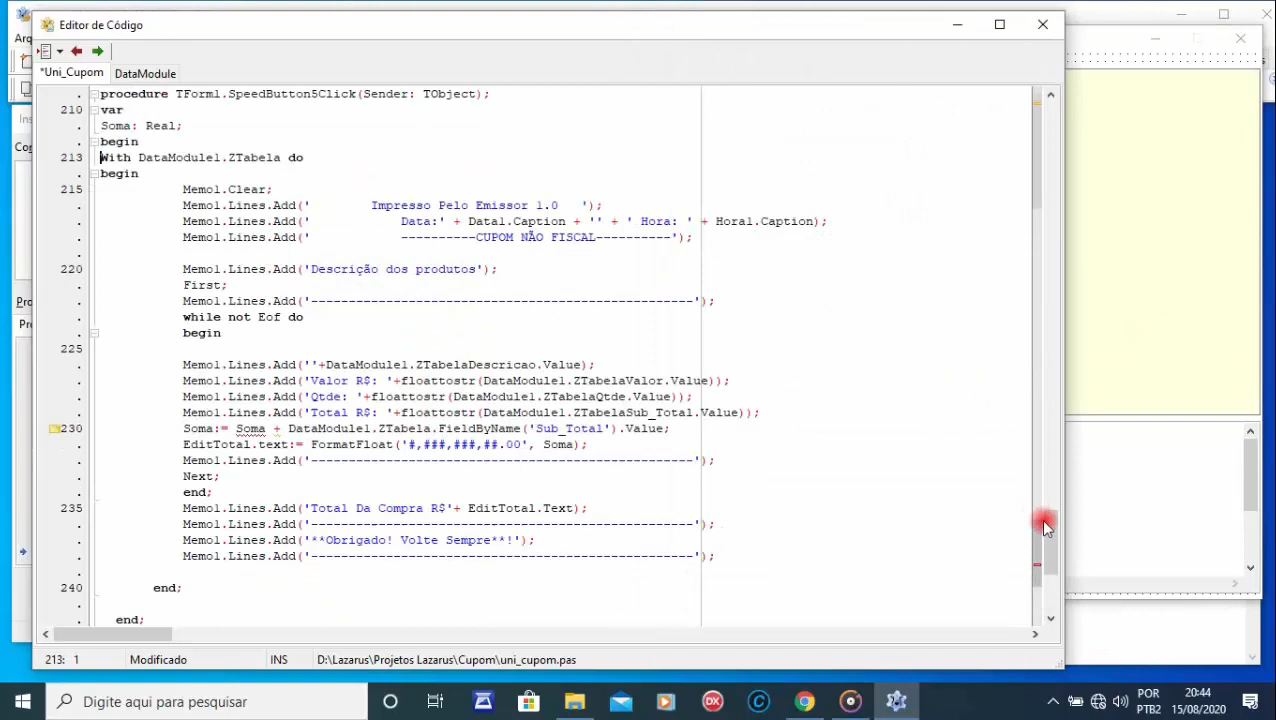 Editor de Código
Arq
*Uni_Cupom DataModule
procedure TForm1.SpeedButton5Click(Sender: TObject);
210 var
Soma: Real;
begin
213 With DataModule1.ZTabela do
begin
215 Memo1.Clear;
Memo1.Lines.Add('        Impresso Pelo Emissor 1.0   ');
Memo1.Lines.Add('            Data:' + Data1.Caption + '' + ' Hora: ' + Hora1.Caption);
Memo1.Lines.Add('            ----------CUPOM NÃO FISCAL----------');
220 Memo1.Lines.Add('Descrição dos produtos');
First;
Memo1.Lines.Add('---------------------------------------------------');
while not Eof do
begin
225
Memo1.Lines.Add(''+DataModule1.ZTabelaDescricao.Value);
Memo1.Lines.Add('Valor R$: '+floattostr(DataModule1.ZTabelaValor.Value));
Memo1.Lines.Add('Qtde: '+floattostr(DataModule1.ZTabelaQtde.Value));
Memo1.Lines.Add('Total R$: '+floattostr(DataModule1.ZTabelaSub_Total.Value));
230 Soma:= Soma + DataModule1.ZTabela.FieldByName('Sub_Total').Value;
EditTotal.text:= FormatFloat('#,###,###,##.00', Soma);
Memo1.Lines.Add('---------------------------------------------------');
Next;
end;
235 Memo1.Lines.Add('Total Da Compra R$'+ EditTotal.Text);
Memo1.Lines.Add('---------------------------------------------------');
Memo1.Lines.Add('**Obrigado! Volte Sempre**!');
Memo1.Lines.Add('---------------------------------------------------');
240 end;
end;
213: 1 Modificado INS D:\Lazarus\Projetos Lazarus\Cupom\uni_cupom.pas
Digite aqui para pesquisar
POR
PTB2
20:44
15/08/2020